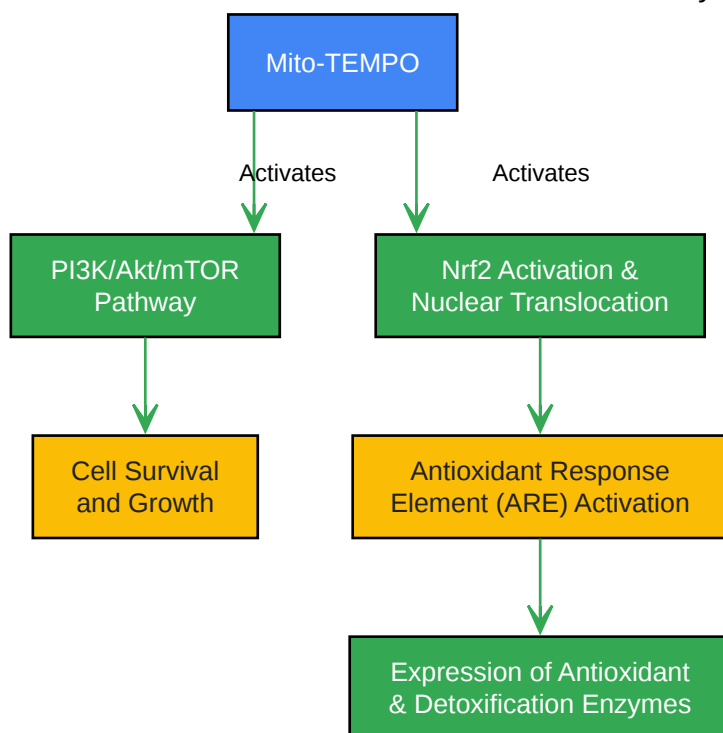 Mito-TEMPO
Activates
Activates
PI3K/Akt/mTOR
Pathway
Nrf2 Activation &
Nuclear Translocation
Cell Survival
and Growth
Antioxidant Response
Element (ARE) Activation
Expression of Antioxidant
& Detoxification Enzymes